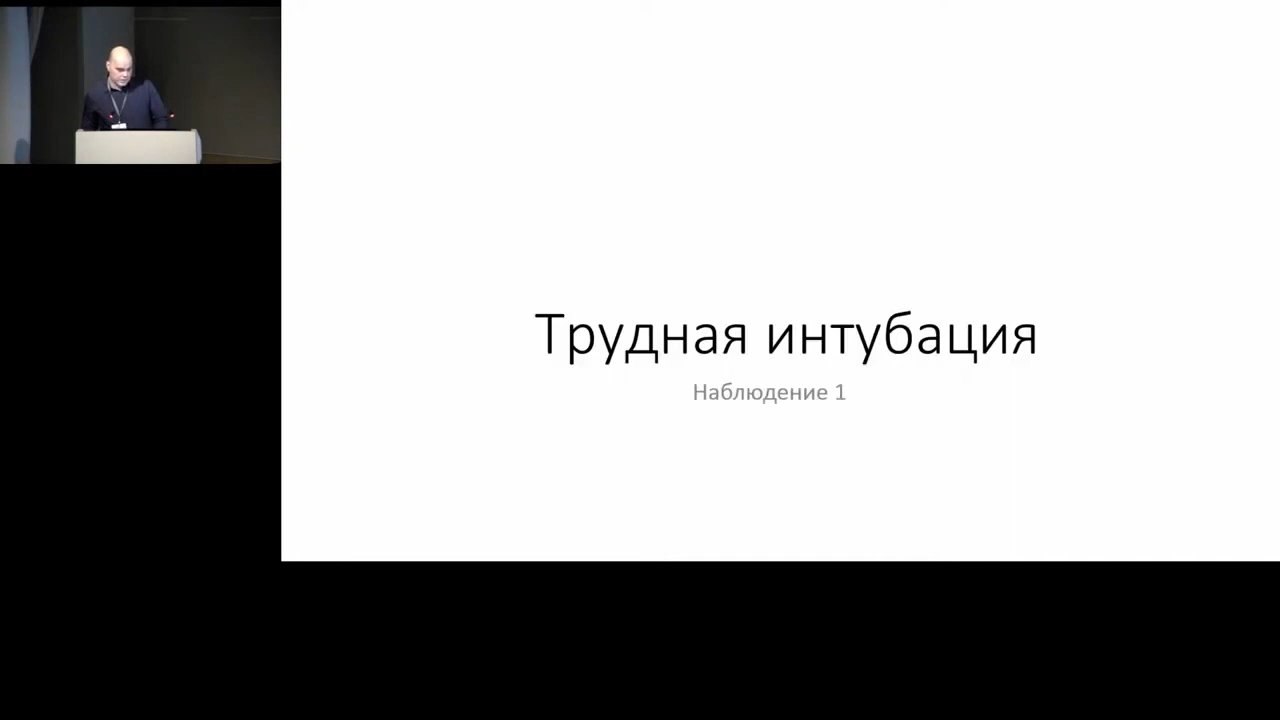 Трудная интубация
Наблюдение 1